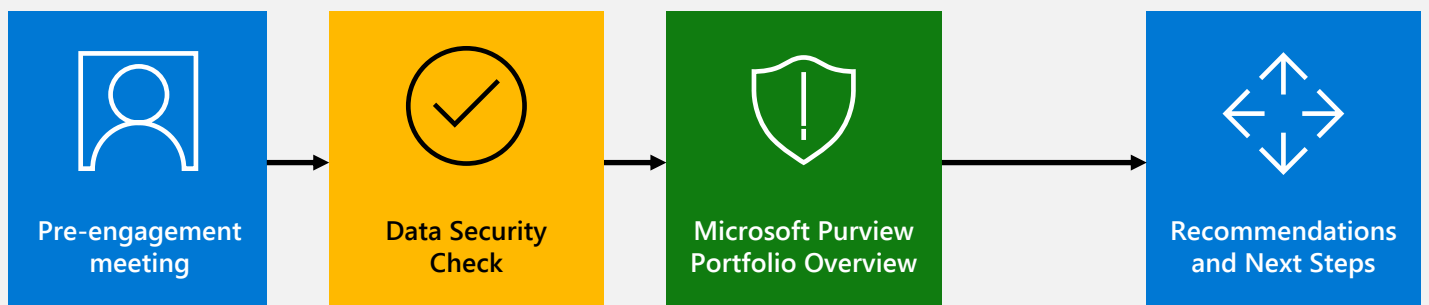 Pre-engagement
meeting
Data Security
Check
Microsoft Purview
Portfolio Overview
Recommendations
and Next Steps